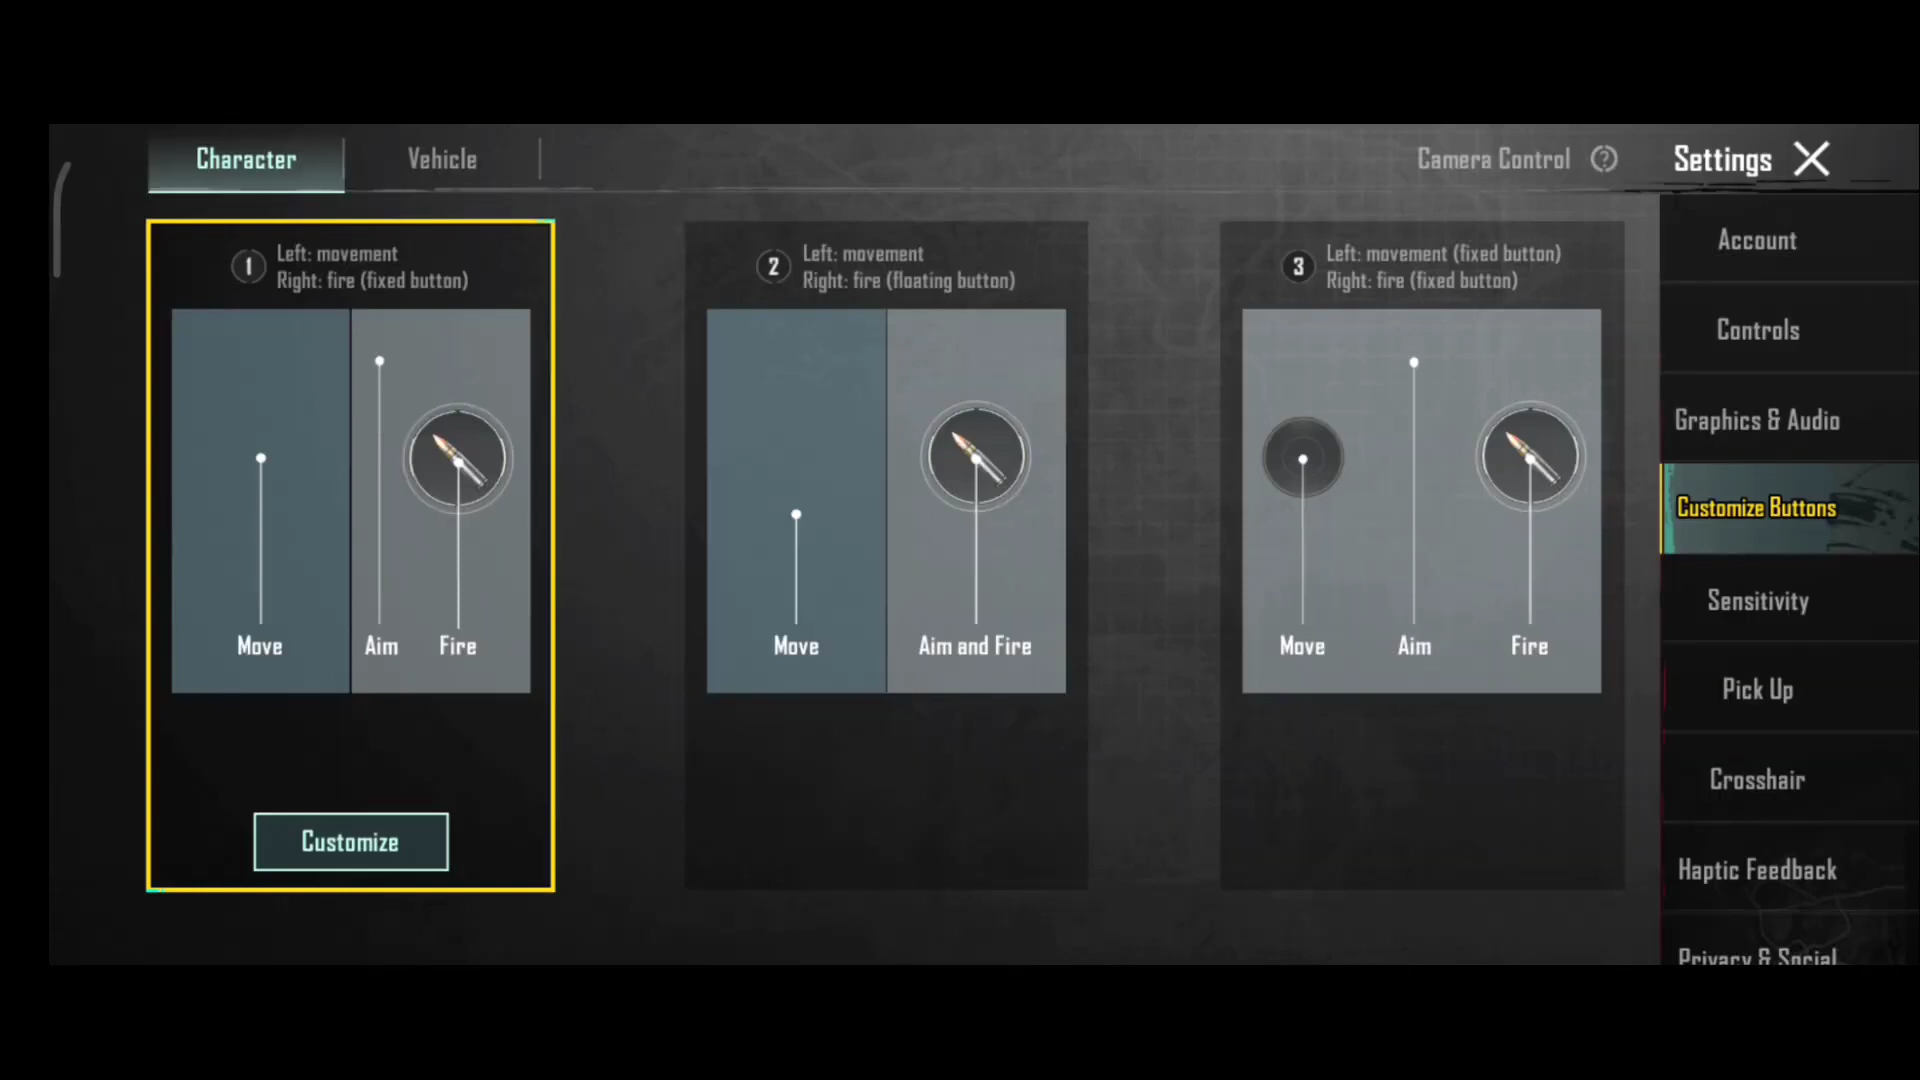 Character
Vehicle
Camera Control ?
Settings
1
Left: movement
Right: fire (fixed button)
Move
Aim
Fire
Customize
2
Left: movement
Right: fire (floating button)
Move
Aim and Fire
3
Left: movement (fixed button)
Right: fire (fixed button)
Move
Aim
Fire
Account
Controls
Graphics & Audio
Customize Buttons
Sensitivity
Pick Up
Crosshair
Haptic Feedback
Privacy & Social